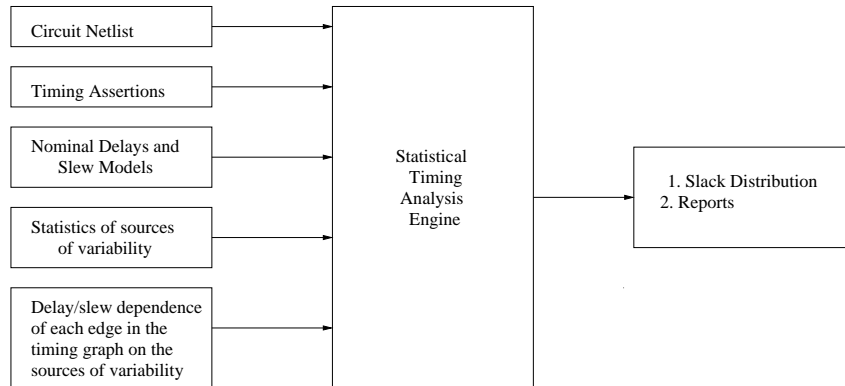 Circuit Netlist
Timing Assertions
Nominal Delays and
Slew Models
Statistics of sources
of variability
Delay/slew dependence
of each edge in the
timing graph on the
sources of variability
Statistical
Timing
Analysis
Engine
1. Slack Distribution
2. Reports